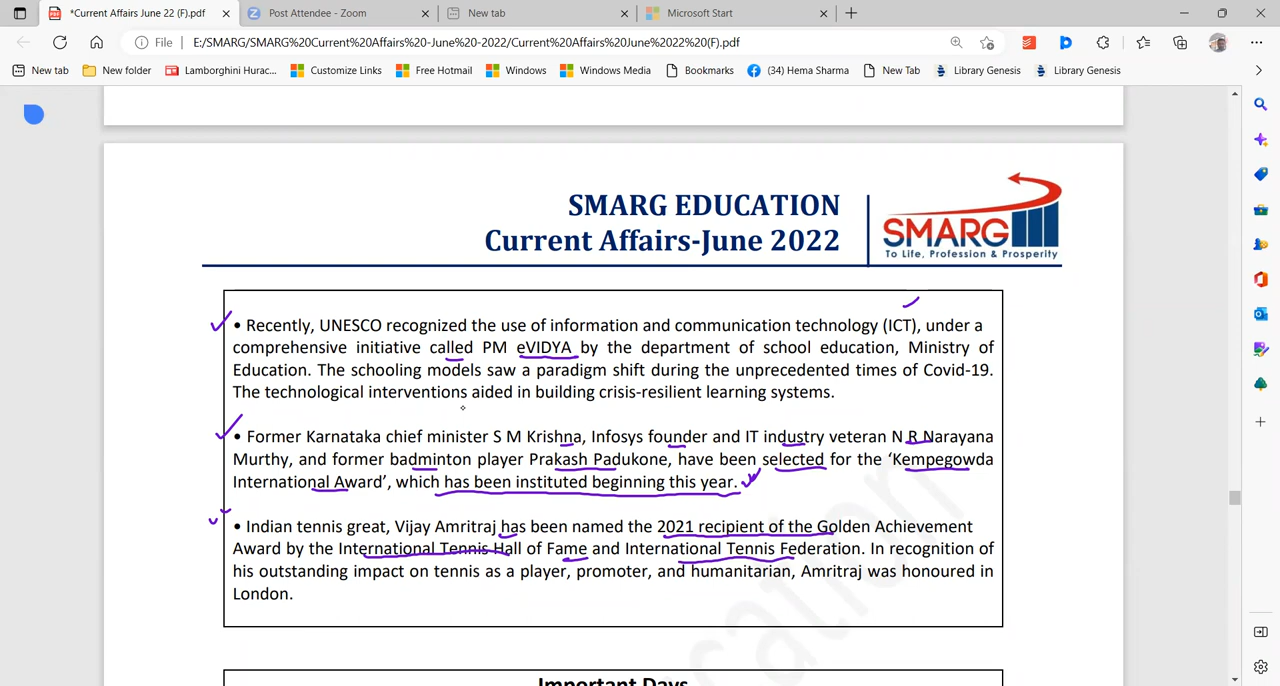 *Current Affairs June 22 (F).pdf
Post Attendee - Zoom
New tab
Microsoft Start
File
E:/SMARG/SMARG%20Current%20Affairs%20-June%20-2022/Current%20Affairs%20June%2022%20(F).pdf
New tab
New folder
Lamborghini Hurac...
Customize Links
Free Hotmail
Windows
Windows Media
Bookmarks
(34) Hema Sharma
New Tab
Library Genesis
Library Genesis
SMARG EDUCATION
Current Affairs-June 2022
SMARG
To Life, Profession & Prosperity
• Recently, UNESCO recognized the use of information and communication technology (ICT), under a
comprehensive initiative called PM eVIDYA by the department of school education, Ministry of
Education. The schooling models saw a paradigm shift during the unprecedented times of Covid-19.
The technological interventions aided in building crisis-resilient learning systems.
• Former Karnataka chief minister S M Krishna, Infosys founder and IT industry veteran N R Narayana
Murthy, and former badminton player Prakash Padukone, have been selected for the ‘Kempegowda
International Award’, which has been instituted beginning this year.
• Indian tennis great, Vijay Amritraj has been named the 2021 recipient of the Golden Achievement
Award by the International Tennis Hall of Fame and International Tennis Federation. In recognition of
his outstanding impact on tennis as a player, promoter, and humanitarian, Amritraj was honoured in
London.
Important Days